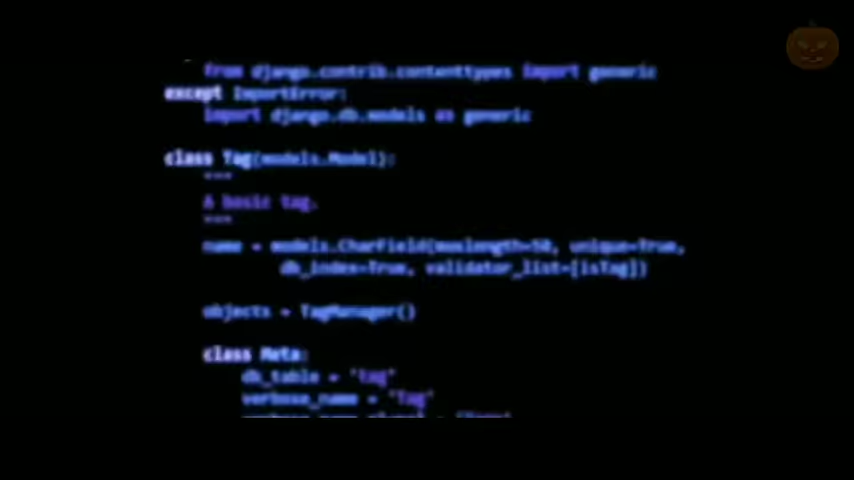 from django.contrib.contenttypes import generic
except ImportError:
import django.db.models as generic
class Tag(models.Model):
"""
A basic tag.
"""
name = models.CharField(maxlength=50, unique=True,
db_index=True, validator_list=[isTag])
objects = TagManager()
class Meta:
db_table = 'tag'
verbose_name = 'Tag'